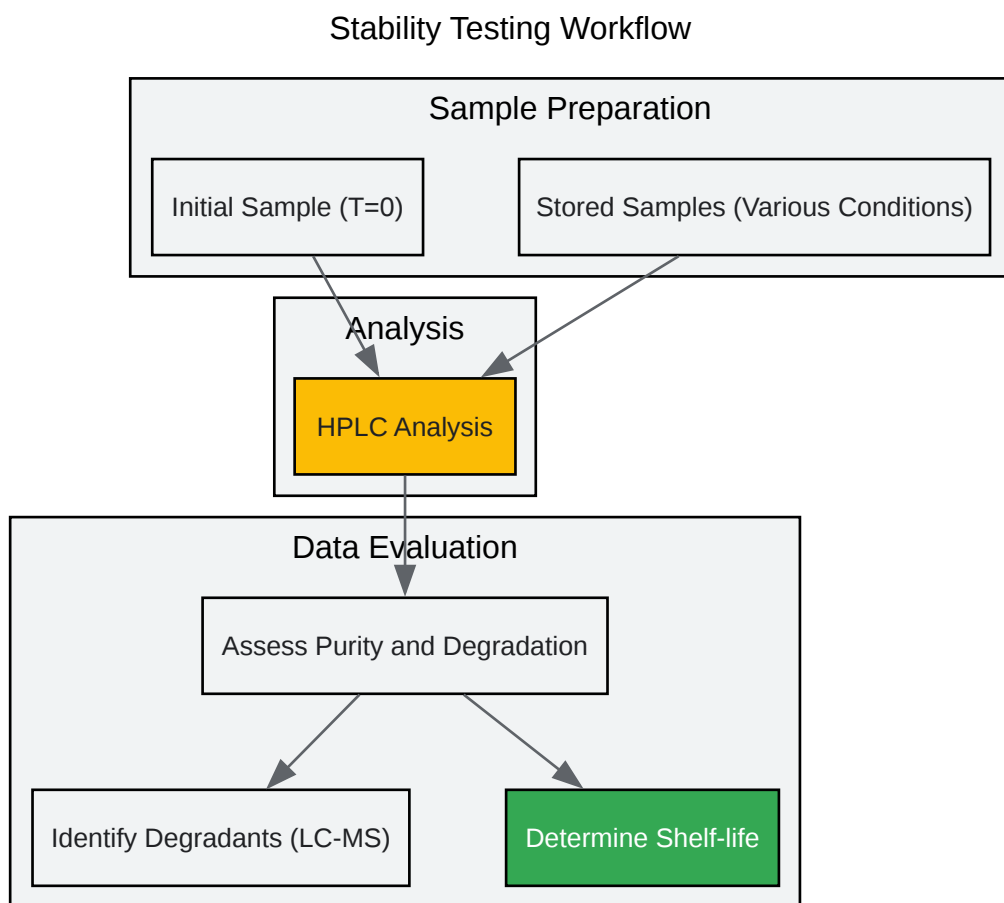 Stability Testing Workflow
Sample Preparation
Initial Sample (T=0)
Stored Samples (Various Conditions)
Analysis
HPLC Analysis
Data Evaluation
Assess Purity and Degradation
Identify Degradants (LC-MS)
Determine Shelf-life